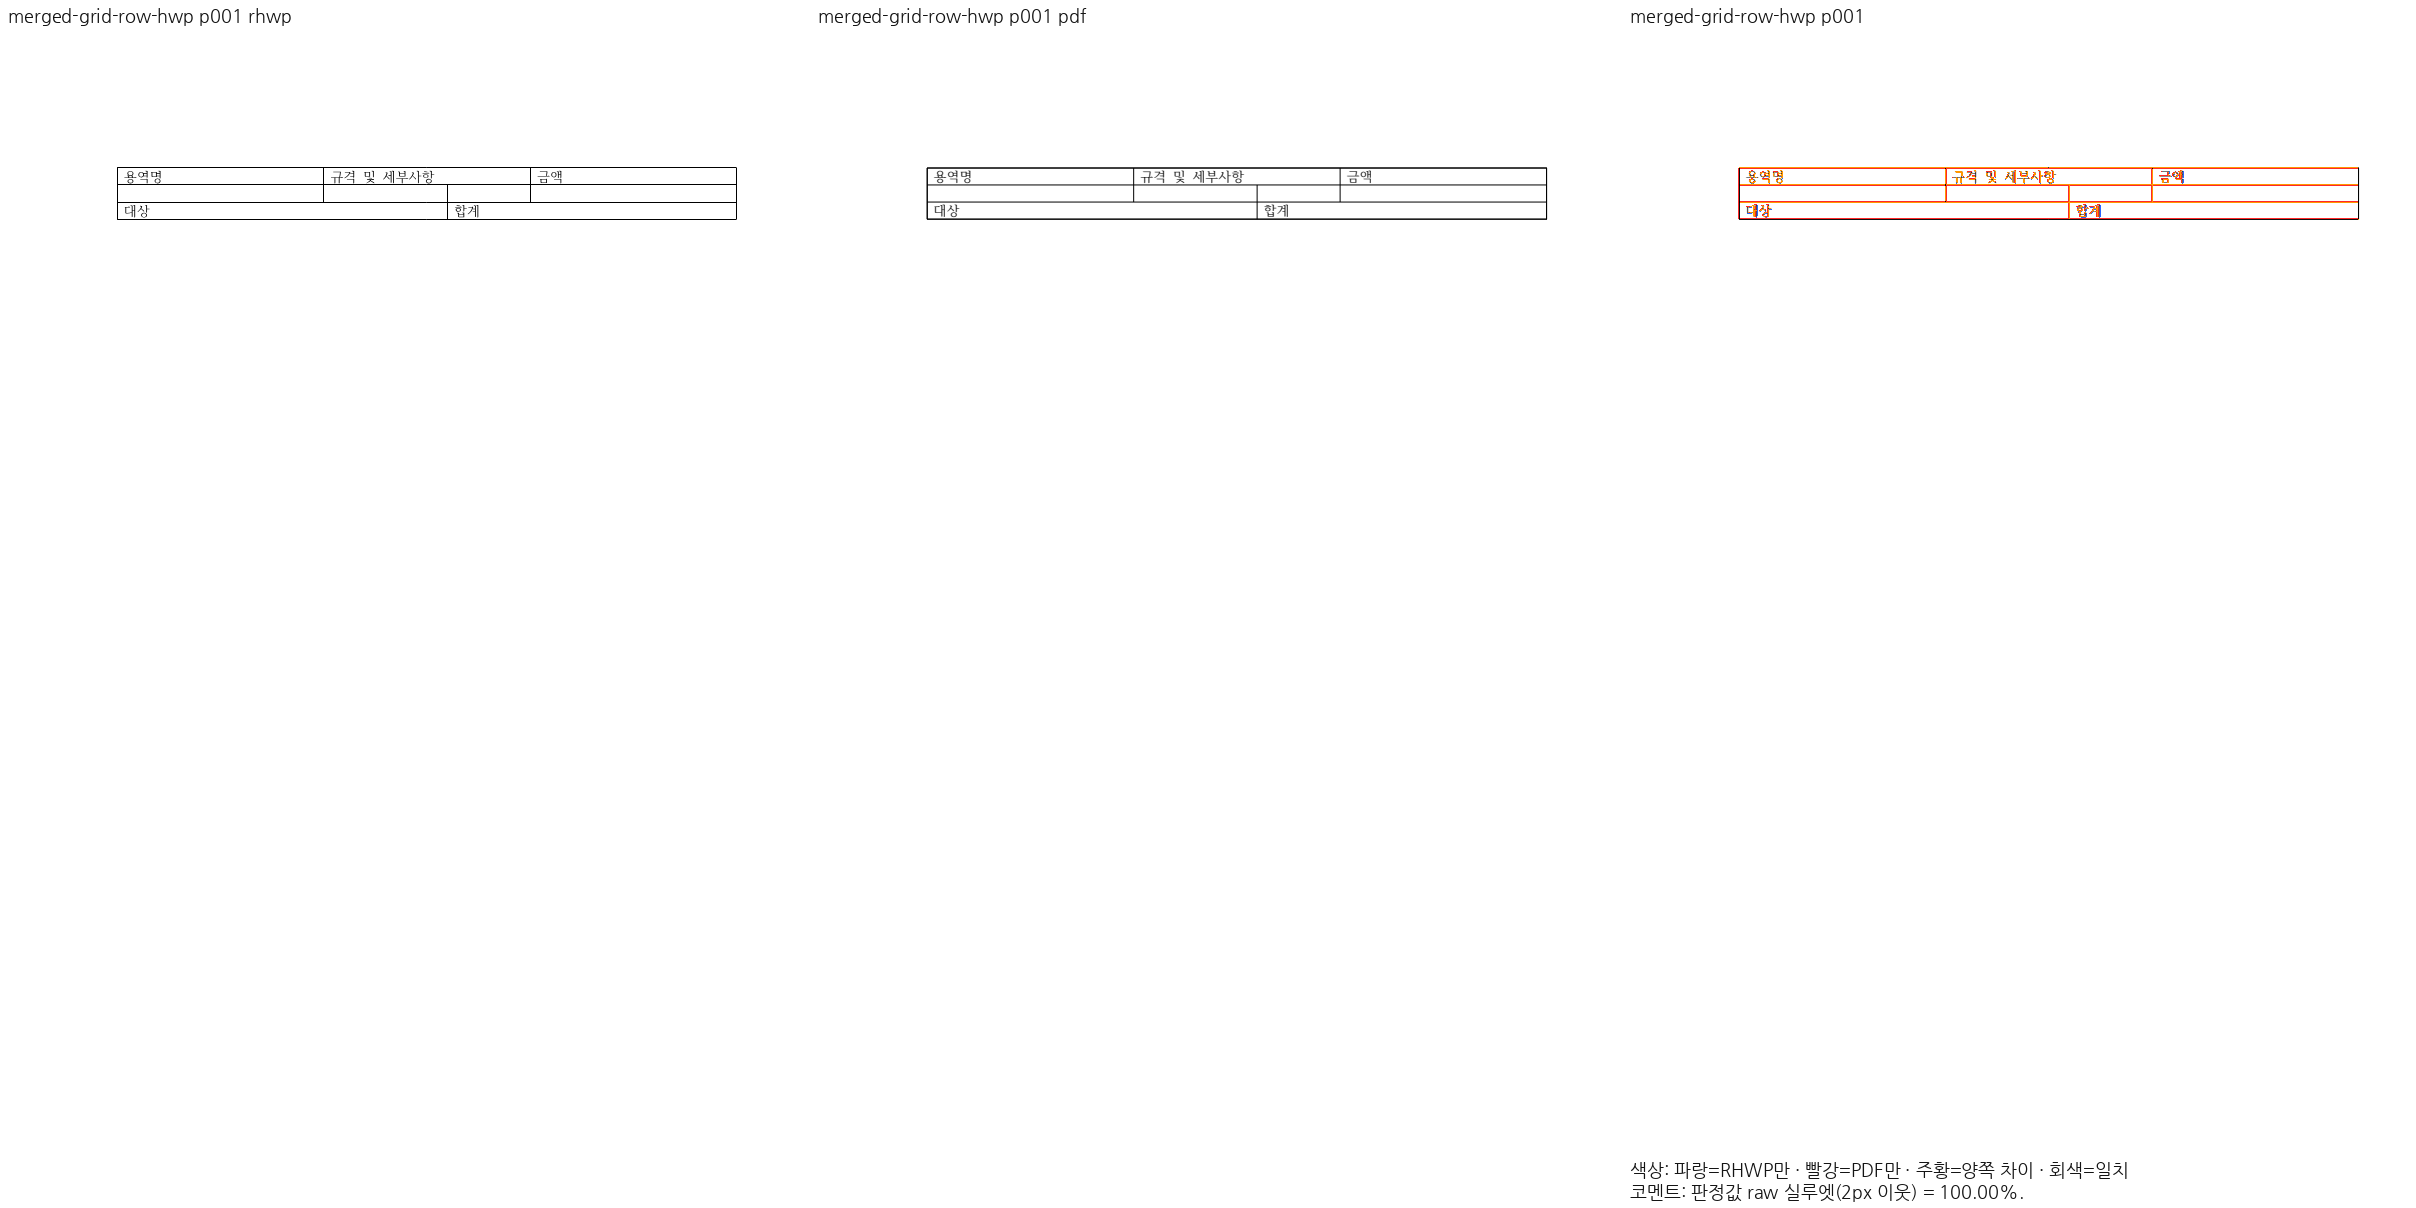 merged-grid-row-hwp p001 rhwp
용역명 규격 및 세부사항 금액
대상 합계
merged-grid-row-hwp p001 pdf
용역명 규격 및 세부사항 금액
대상 합계
merged-grid-row-hwp p001
용역명 규격 및 세부사항 금액
대상 합계
색상: 파랑=RHWP만 · 빨강=PDF만 · 주황=양쪽 차이 · 회색=일치
코멘트: 판정값 raw 실루엣(2px 이웃) = 100.00%.